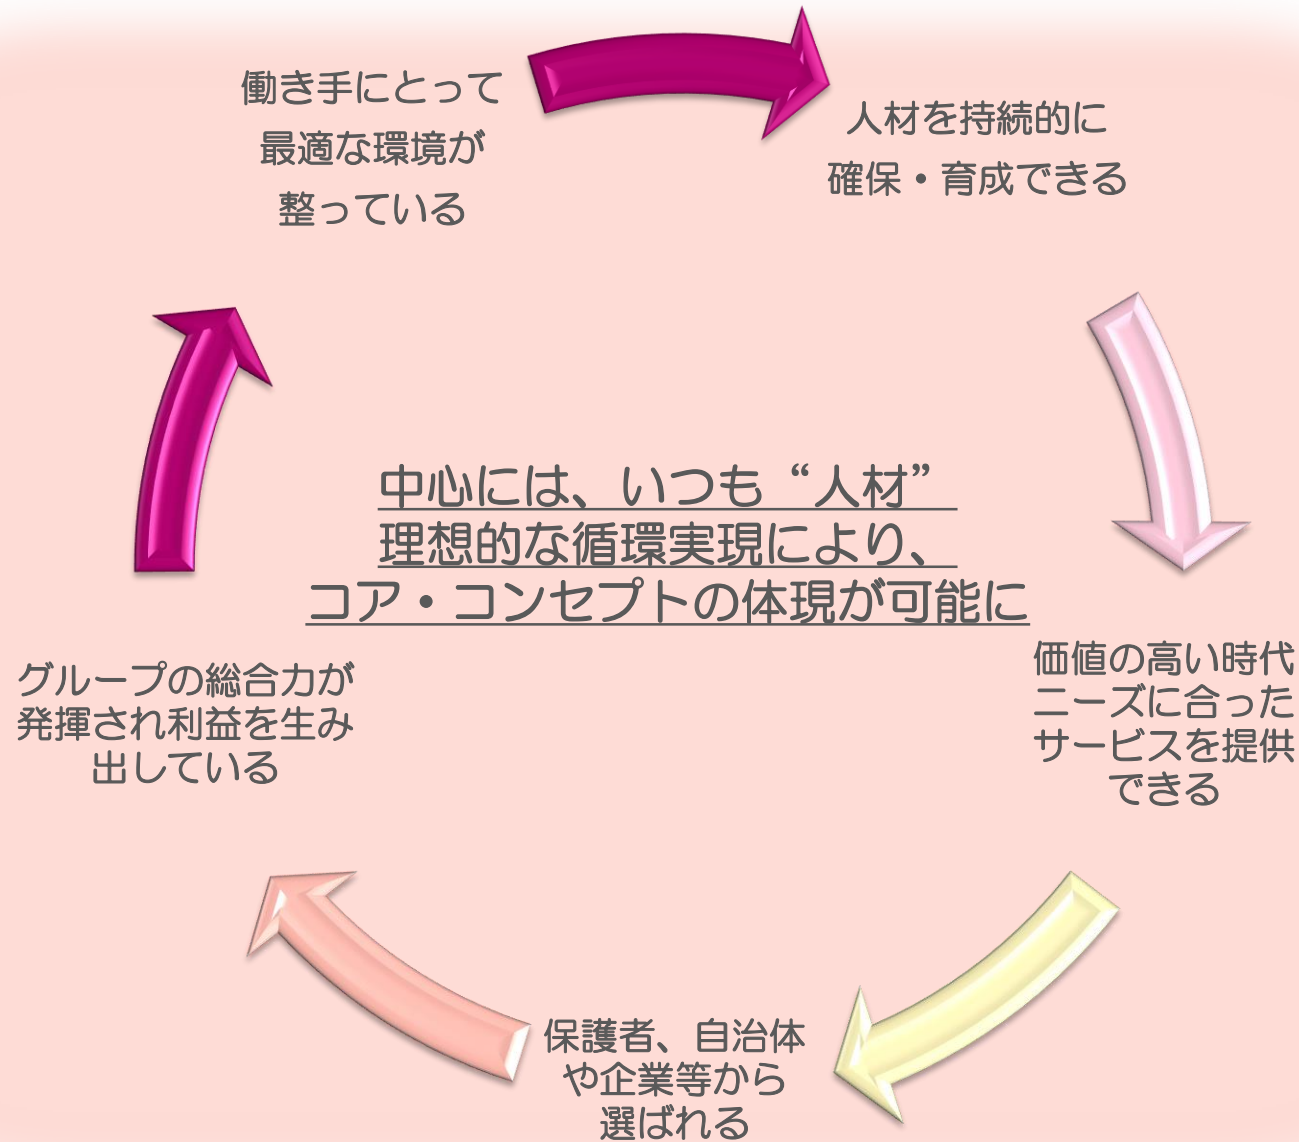 働き手にとって
最適な環境が
整っている
人材を持続的に
確保・育成できる
中心には、いつも“人材”
理想的な循環実現により、
コア・コンセプトの体現が可能に
価値の高い時代
ニーズに合った
サービスを提供
できる
グループの総合力が
発揮され利益を生み
出している
保護者、自治体
や企業等から
選ばれる